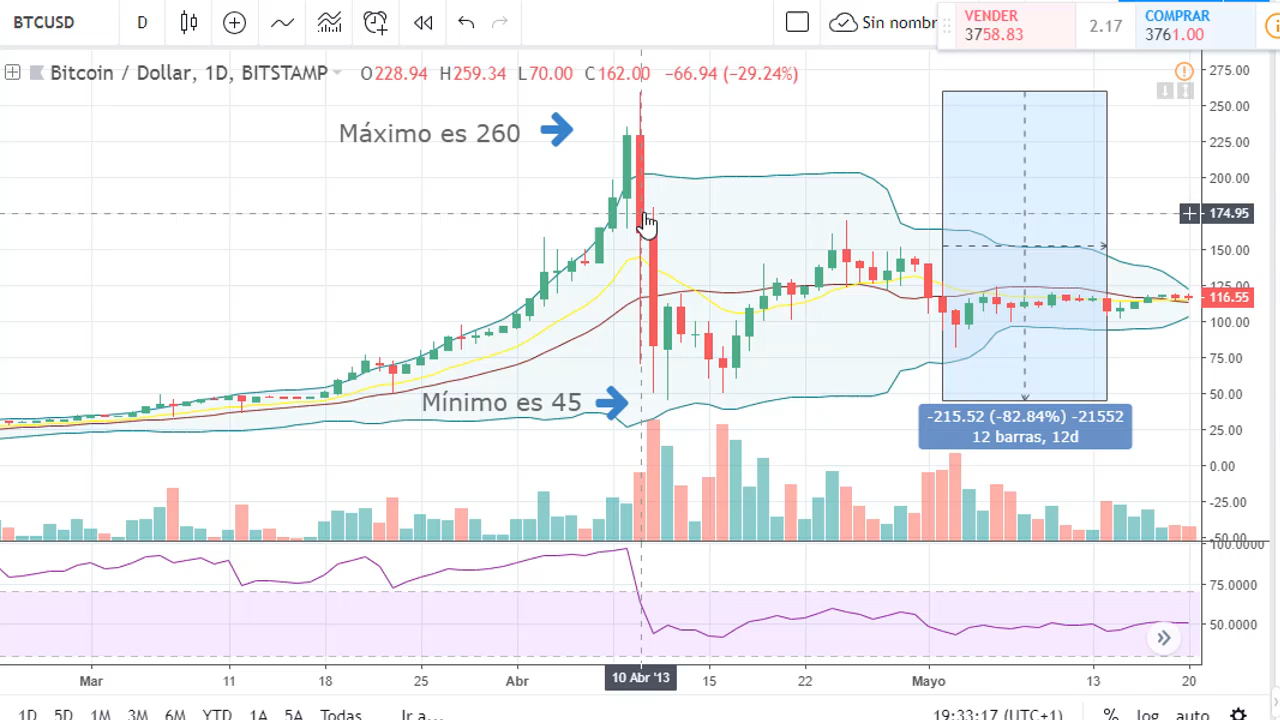 BTCUSD D Sin nombr VENDER 3758.83 2.17 COMPRAR 3761.00
Bitcoin / Dollar, 1D, BITSTAMP O228.94 H259.34 L70.00 C162.00 −66.94 (−29.24%)
275.00
250.00
Máximo es 260
225.00
200.00
174.95
150.00
125.00
116.55
100.00
75.00
Mínimo es 45
50.00
-215.52 (-82.84%) -21552
12 barras, 12d
25.00
0.00
-25.00
-50.00
100.0000
75.0000
50.0000
Mar 11 18 25 Abr 10 Abr '13 15 22 Mayo 13 20
1D 5D 1M 3M 6M YTD 1A 5A Todas Ir a... 19:33:17 (UTC+1) % log auto